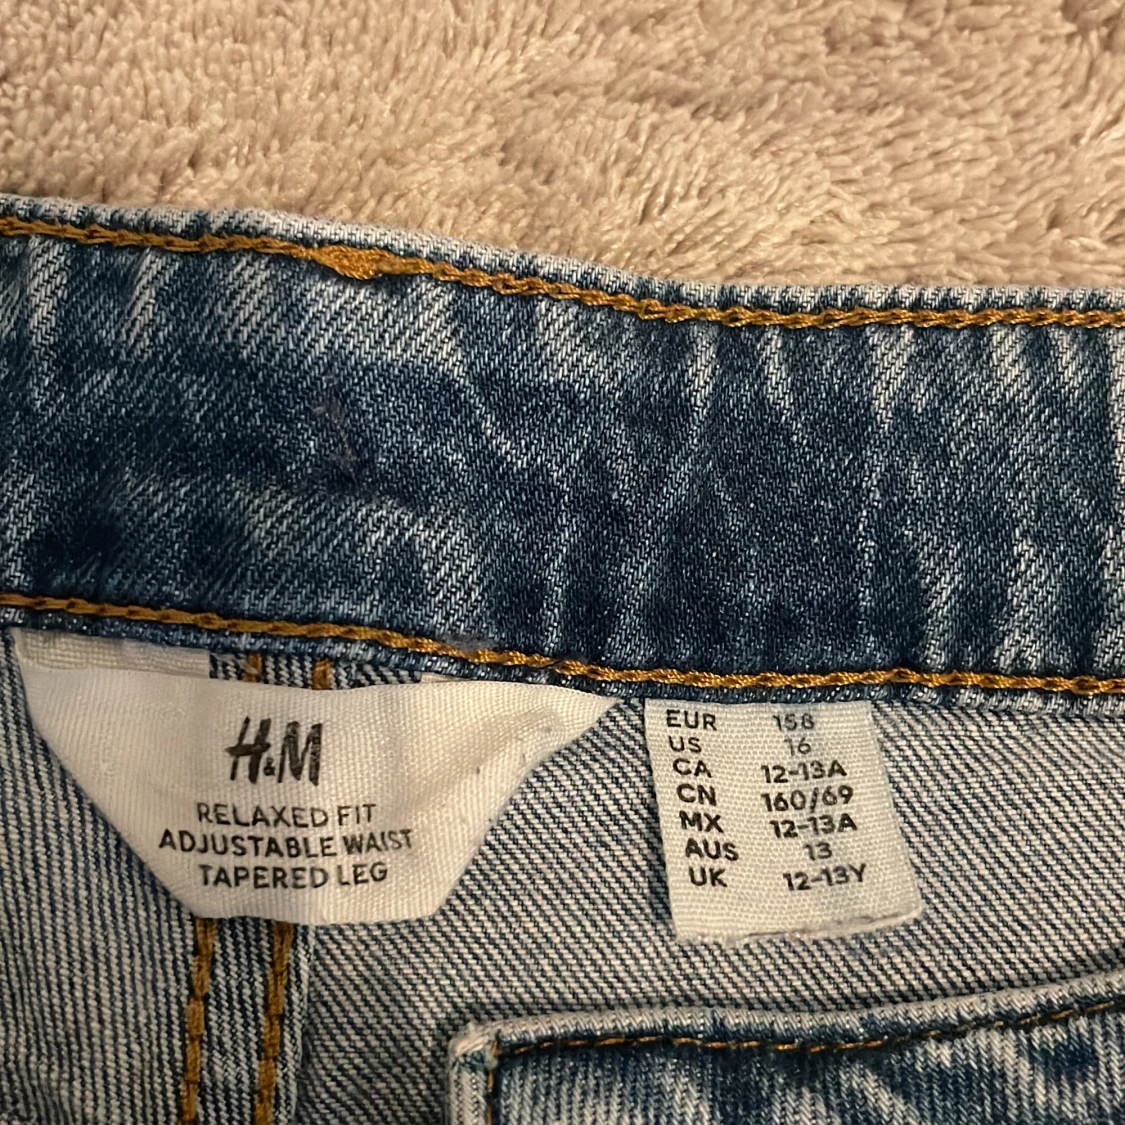 H&M
RELAXED FIT
ADJUSTABLE WAIST
TAPERED LEG
EUR 158
US 16
CA 12-13A
CN 160/69
MX 12-13A
AUS 13
UK 12-13Y